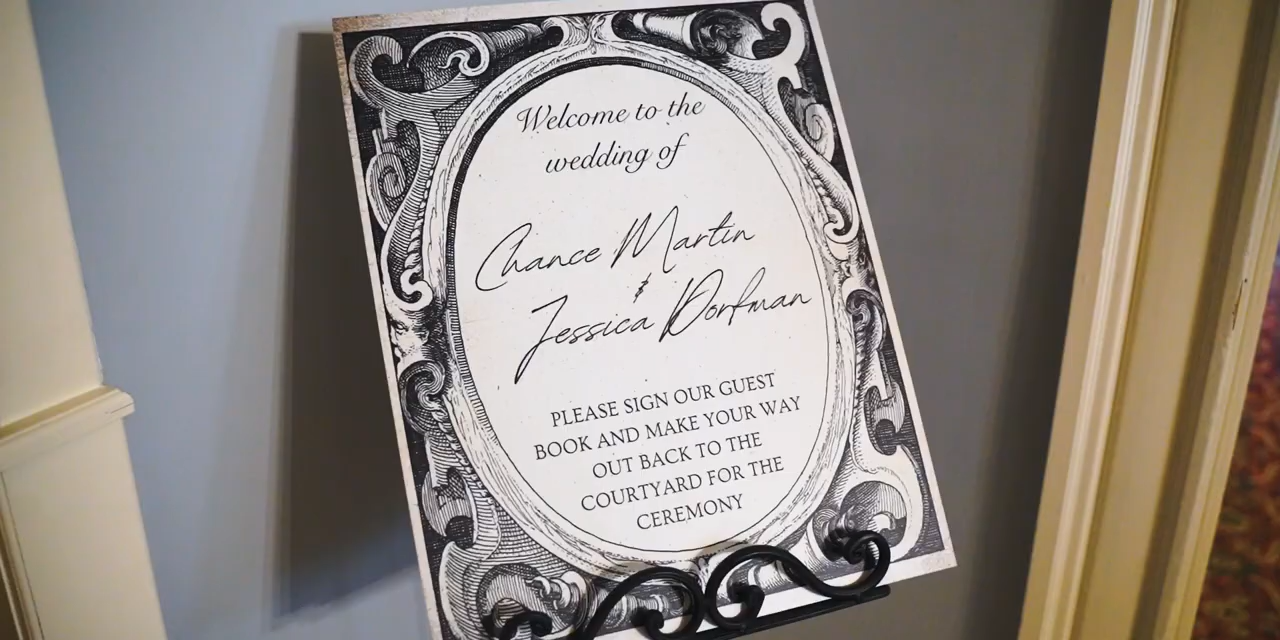 Welcome to the
wedding of
Chance Martin
&
Jessica Dorfman
PLEASE SIGN OUR GUEST
BOOK AND MAKE YOUR WAY
OUT BACK TO THE
COURTYARD FOR THE
CEREMONY